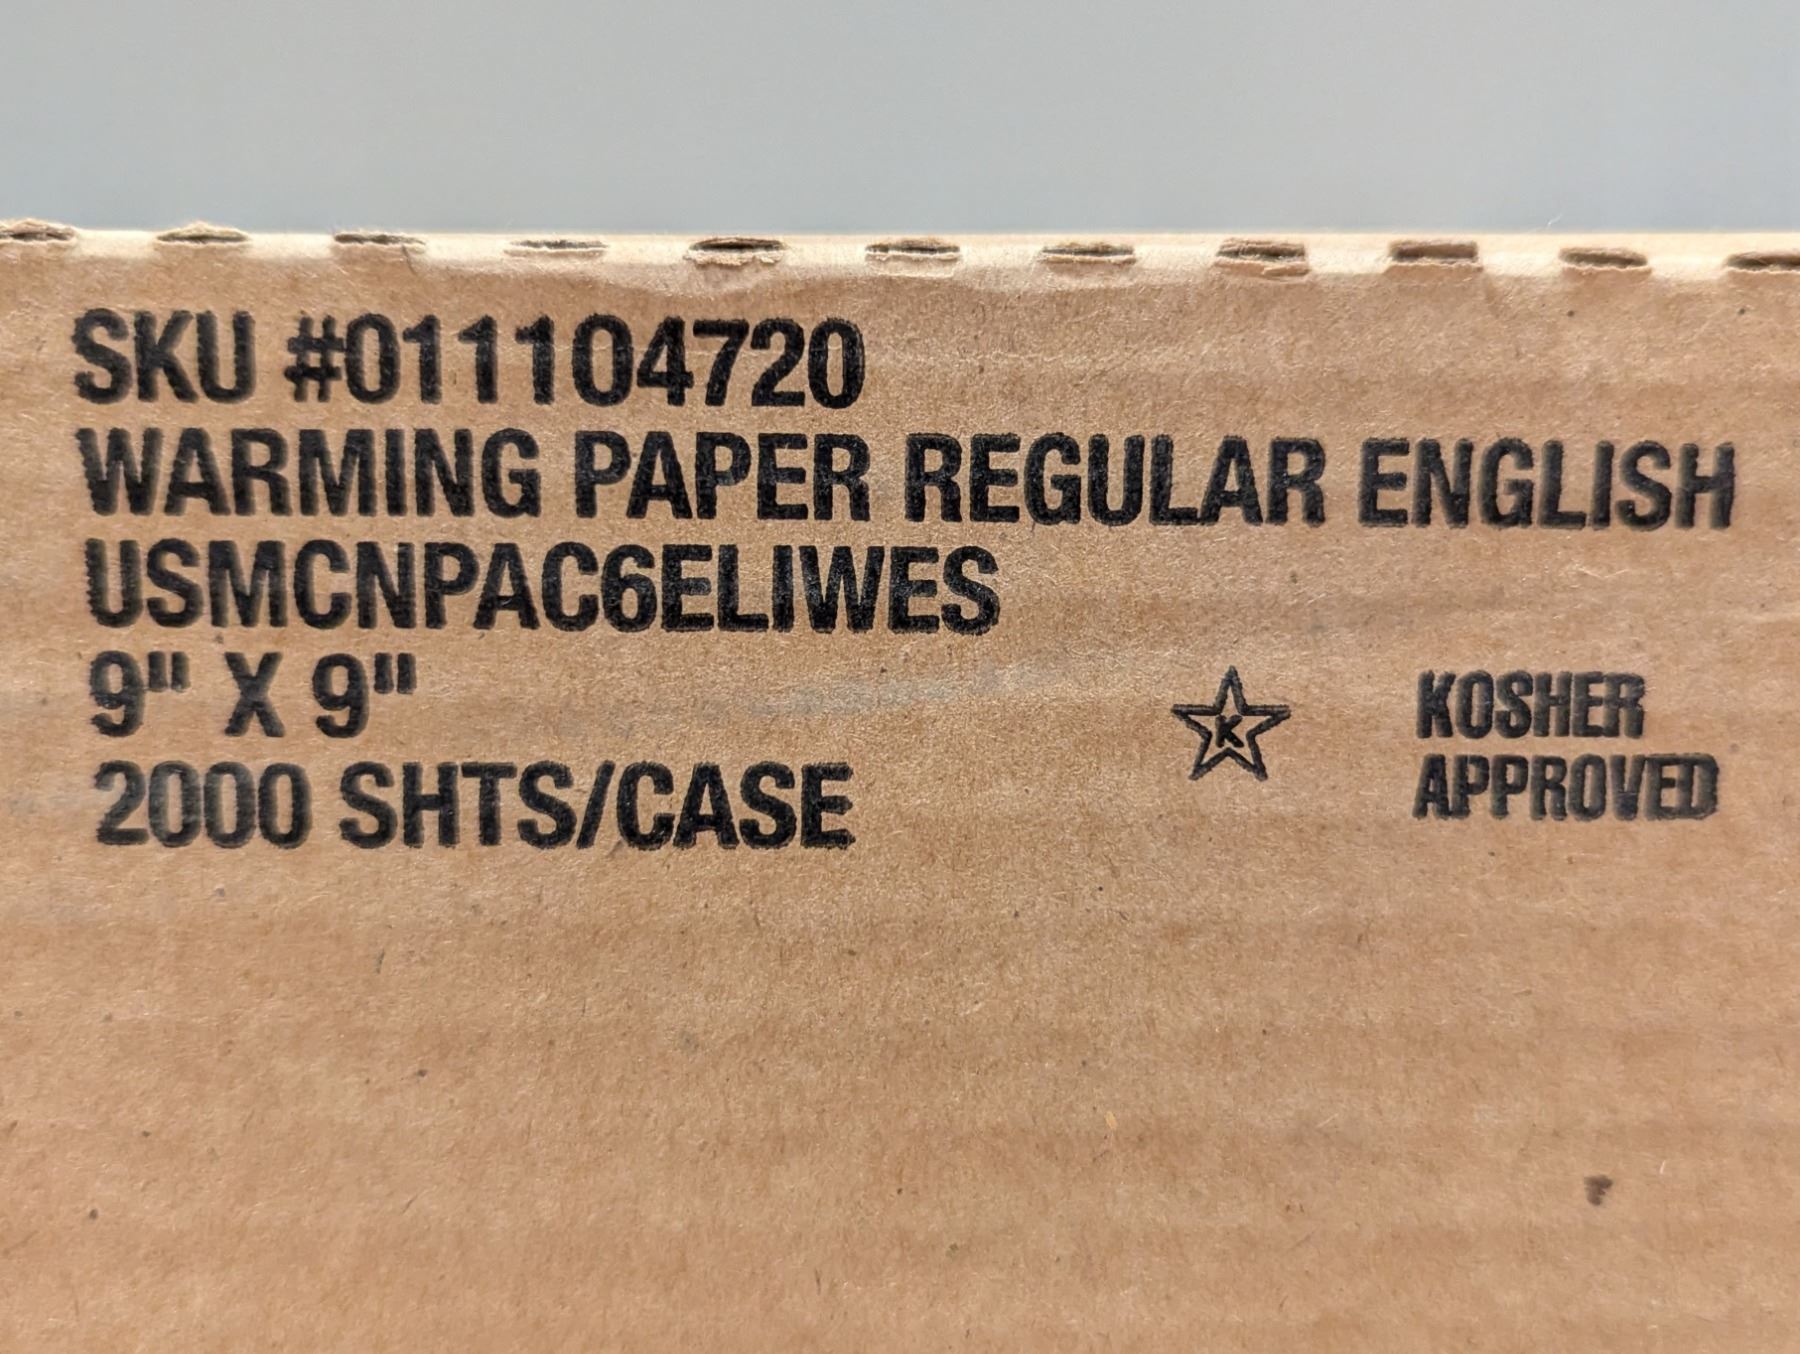 SKU #011104720
WARMING PAPER REGULAR ENGLISH
USMCNPAC6ELIWES
9" X 9"
2000 SHTS/CASE
K
KOSHER
APPROVED